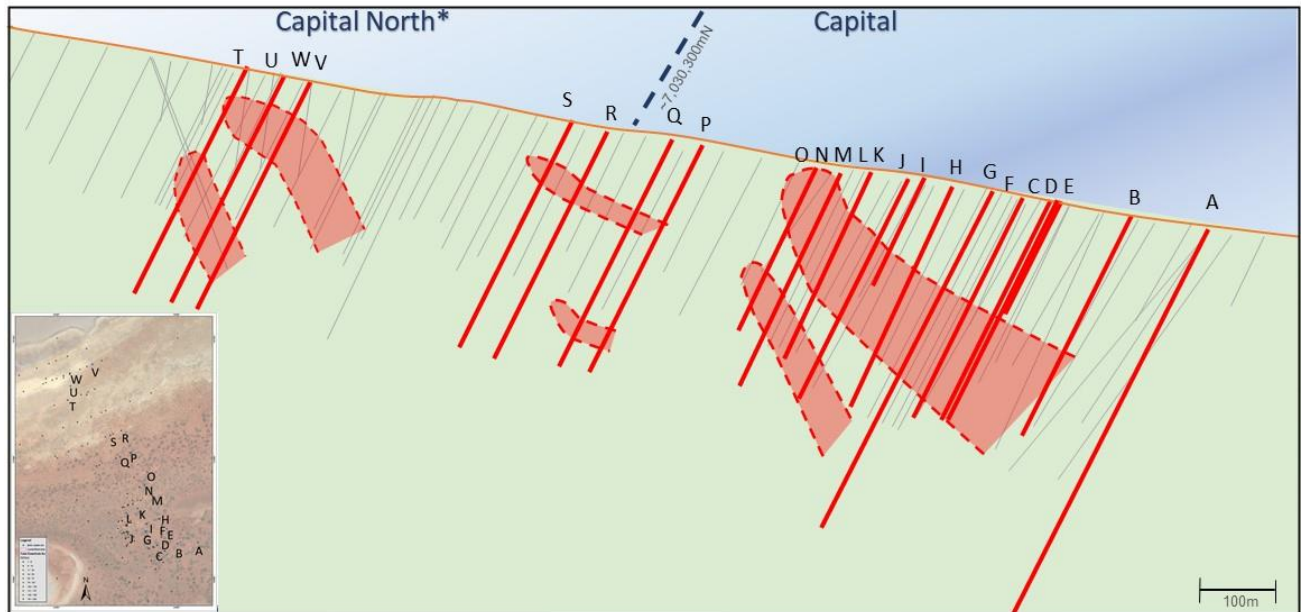 Capital North*
Capital
~7,030,300mN
T U W V
S R Q P
O N M L K J I H G F C D E B A
V
W
U
T
S R
Q P
O
N
M
L K H
I F E
J G D
C B A
N
100m